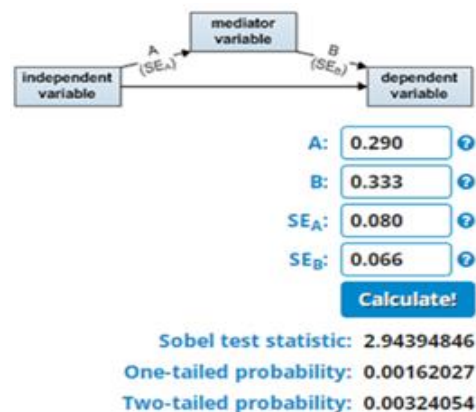 mediator
variable
A
(SEA)
B
(SEB)
independent
variable
dependent
variable
A: 0.290 ?
B: 0.333 ?
SEA: 0.080 ?
SEB: 0.066 ?
Calculate!
Sobel test statistic: 2.94394846
One-tailed probability: 0.00162027
Two-tailed probability: 0.00324054